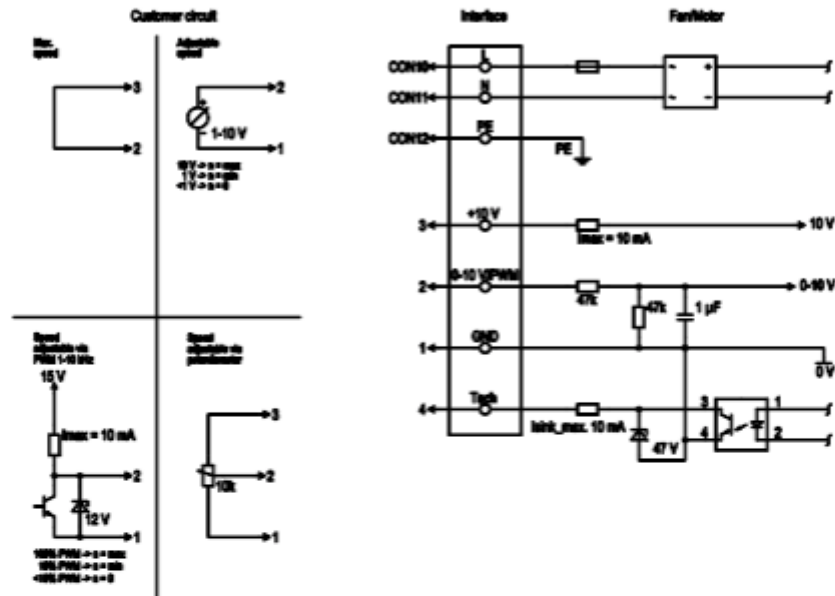 Customer circuit
Interface
Fan/Motor
Max.
speed
3
2
Adjustable
speed
2
1-10 V
1
10 V -> n = max
1 V -> n = min
<1 V -> n = 0
L
CON10
N
CON11
PE
CON12
PE
+10 V
3
Imax = 10 mA
10 V
0-10 V/PWM
2
47k
0-10 V
47k
1 µF
GND
1
0 V
Tach
4
Isink_max. 10 mA
47 V
3
4
1
2
Speed
adjustable via
PWM 1-10 kHz
15 V
Imax = 10 mA
2
12 V
1
100% PWM -> n = max
10% PWM -> n = min
<10% PWM -> n = 0
Speed
adjustable via
potentiometer
3
2
10k
1